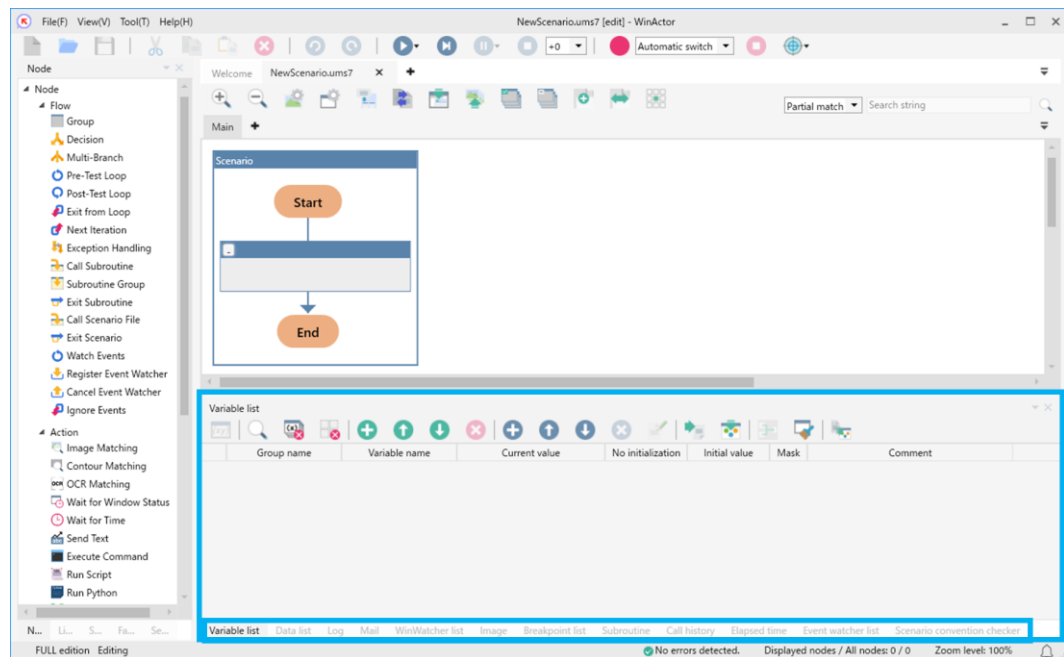 File(F) View(V) Tool(T) Help(H)
NewScenario.ums7 [edit] - WinActor
+0
Automatic switch
Node
Welcome NewScenario.ums7
Node
Flow
Group
Decision
Multi-Branch
Pre-Test Loop
Post-Test Loop
Exit from Loop
Next Iteration
Exception Handling
Call Subroutine
Subroutine Group
Exit Subroutine
Call Scenario File
Exit Scenario
Watch Events
Register Event Watcher
Cancel Event Watcher
Ignore Events
Action
Image Matching
Contour Matching
OCR OCR Matching
Wait for Window Status
Wait for Time
Send Text
Execute Command
Run Script
Run Python
N... Li... S... Fa... Se...
Partial match Search string
Main
Scenario
Start
End
Variable list
Group name Variable name Current value No initialization Initial value Mask Comment
Variable list Data list Log Mail WinWatcher list Image Breakpoint list Subroutine Call history Elapsed time Event watcher list Scenario convention checker
FULL edition Editing
No errors detected. Displayed nodes / All nodes: 0 / 0 Zoom level: 100%